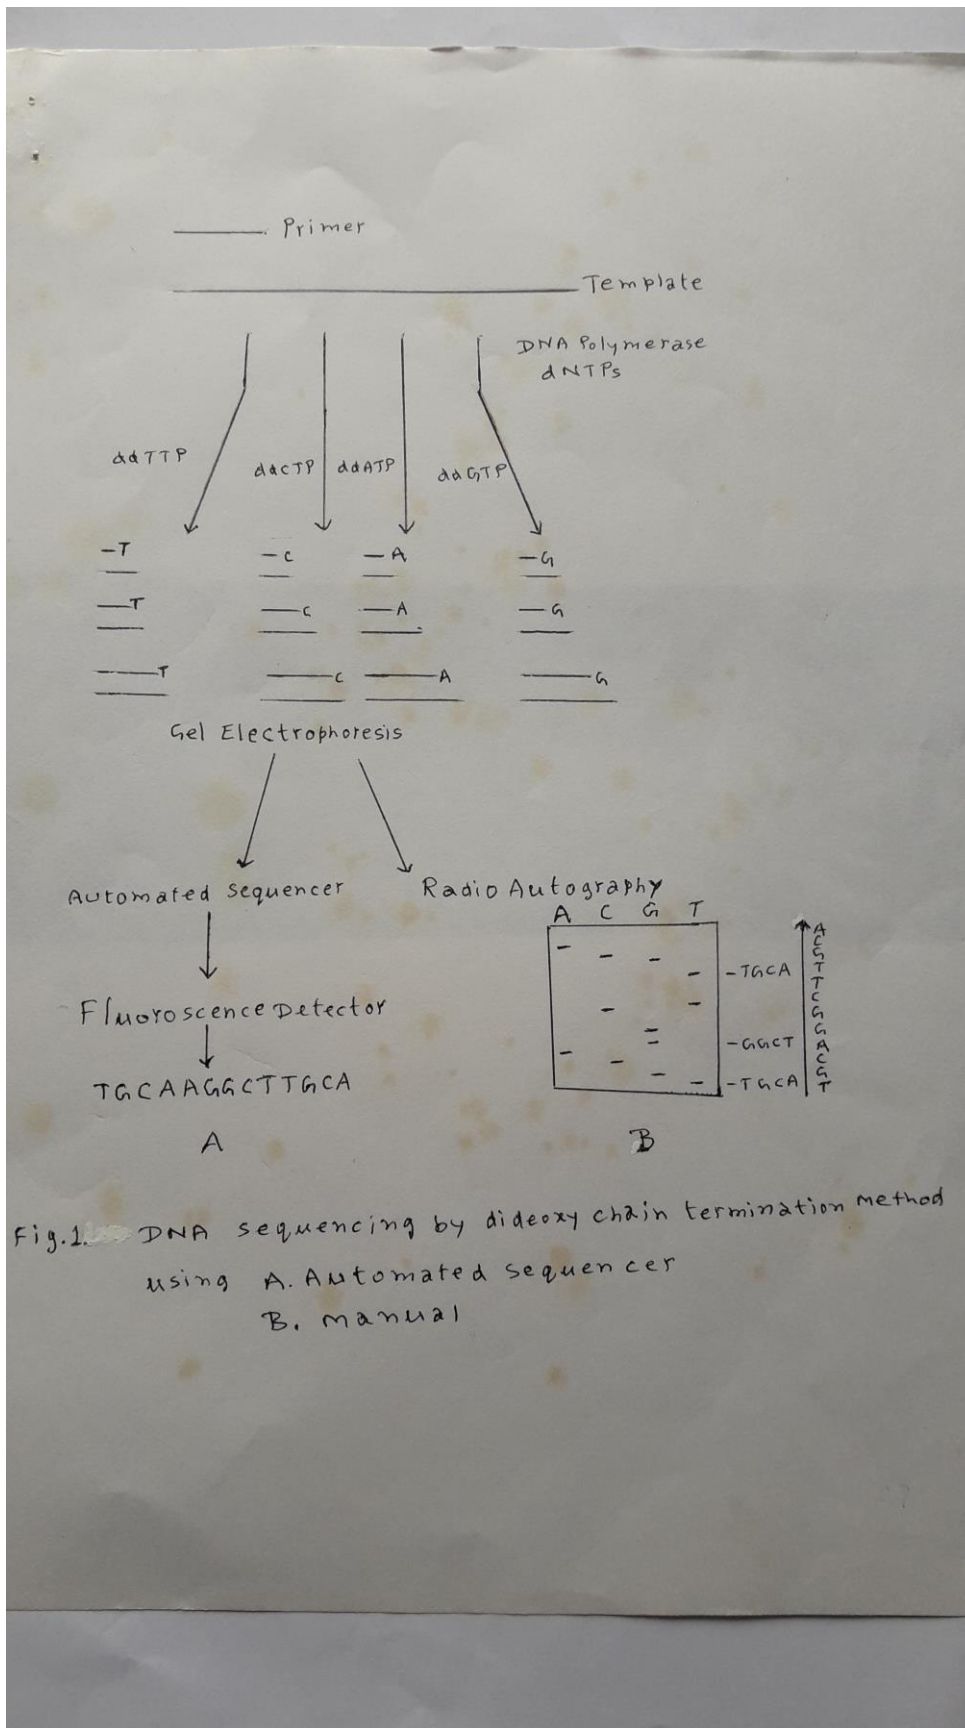 Primer
Template
DNA Polymerase
dNTPs
ddTTP
ddCTP
ddATP
ddGTP
-T -C -A -G
-T -C -A -G
-T -C -A -G
Gel Electrophoresis
Automated sequencer
Radio Autography
A C G T
-TGCA
-GGCT
-TGCA
A
C
G
T
T
C
G
G
A
C
G
T
Fluoroscence Detector
TGCAAGGCTTGCA
A
B
Fig.1. DNA sequencing by dideoxy chain termination method
using A. Automated sequencer
B. manual